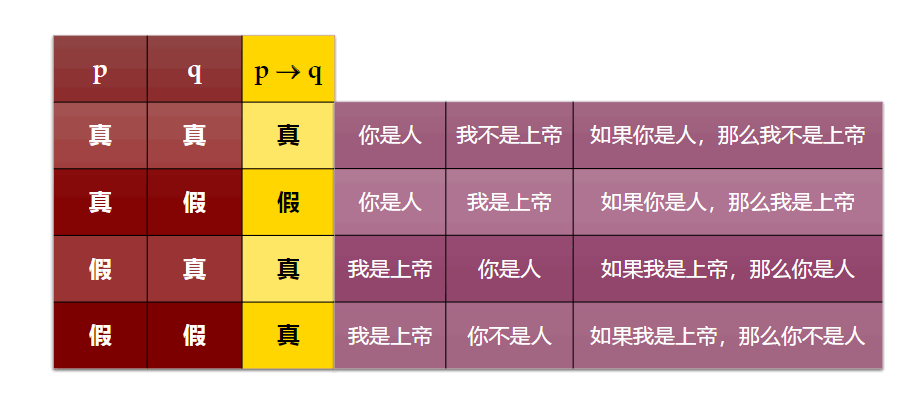 p q p → q
真 真 真 你是人 我不是上帝 如果你是人，那么我不是上帝
真 假 假 你是人 我是上帝 如果你是人，那么我是上帝
假 真 真 我是上帝 你是人 如果我是上帝，那么你是人
假 假 真 我是上帝 你不是人 如果我是上帝，那么你不是人